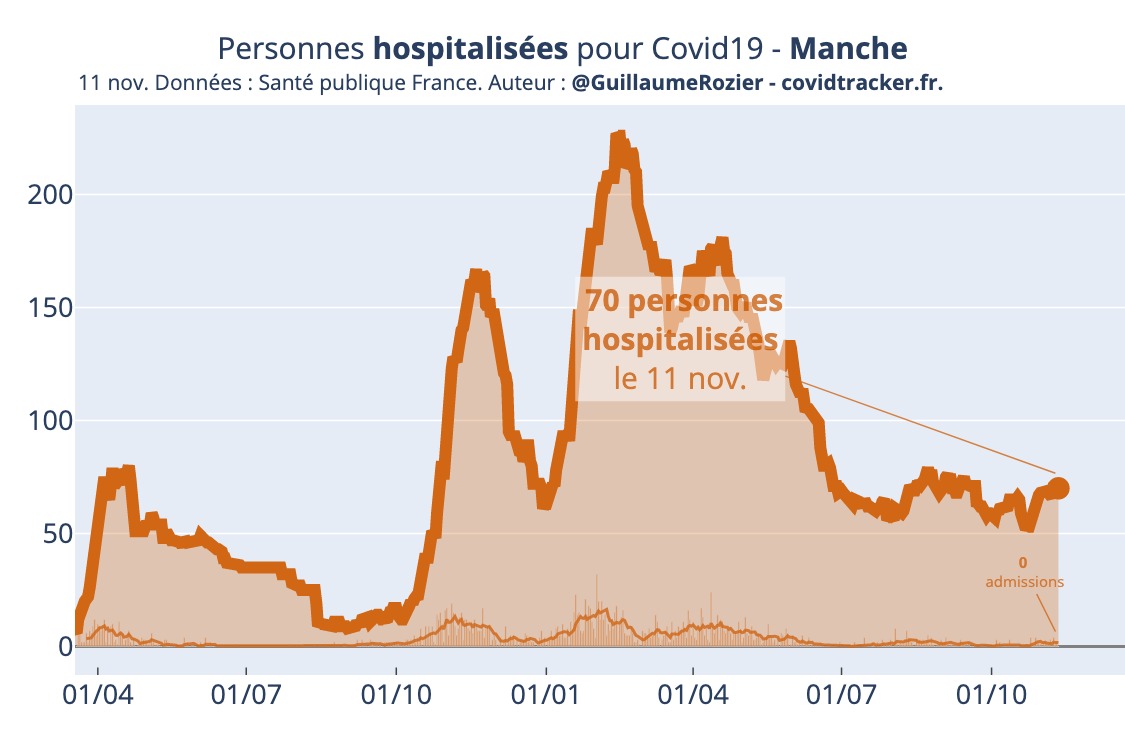 Personnes hospitalisées pour Covid19 - Manche
11 nov. Données : Santé publique France. Auteur : @GuillaumeRozier - covidtracker.fr.
200
150
100
50
0
70 personnes
hospitalisées
le 11 nov.
0
admissions
01/04
01/07
01/10
01/01
01/04
01/07
01/10